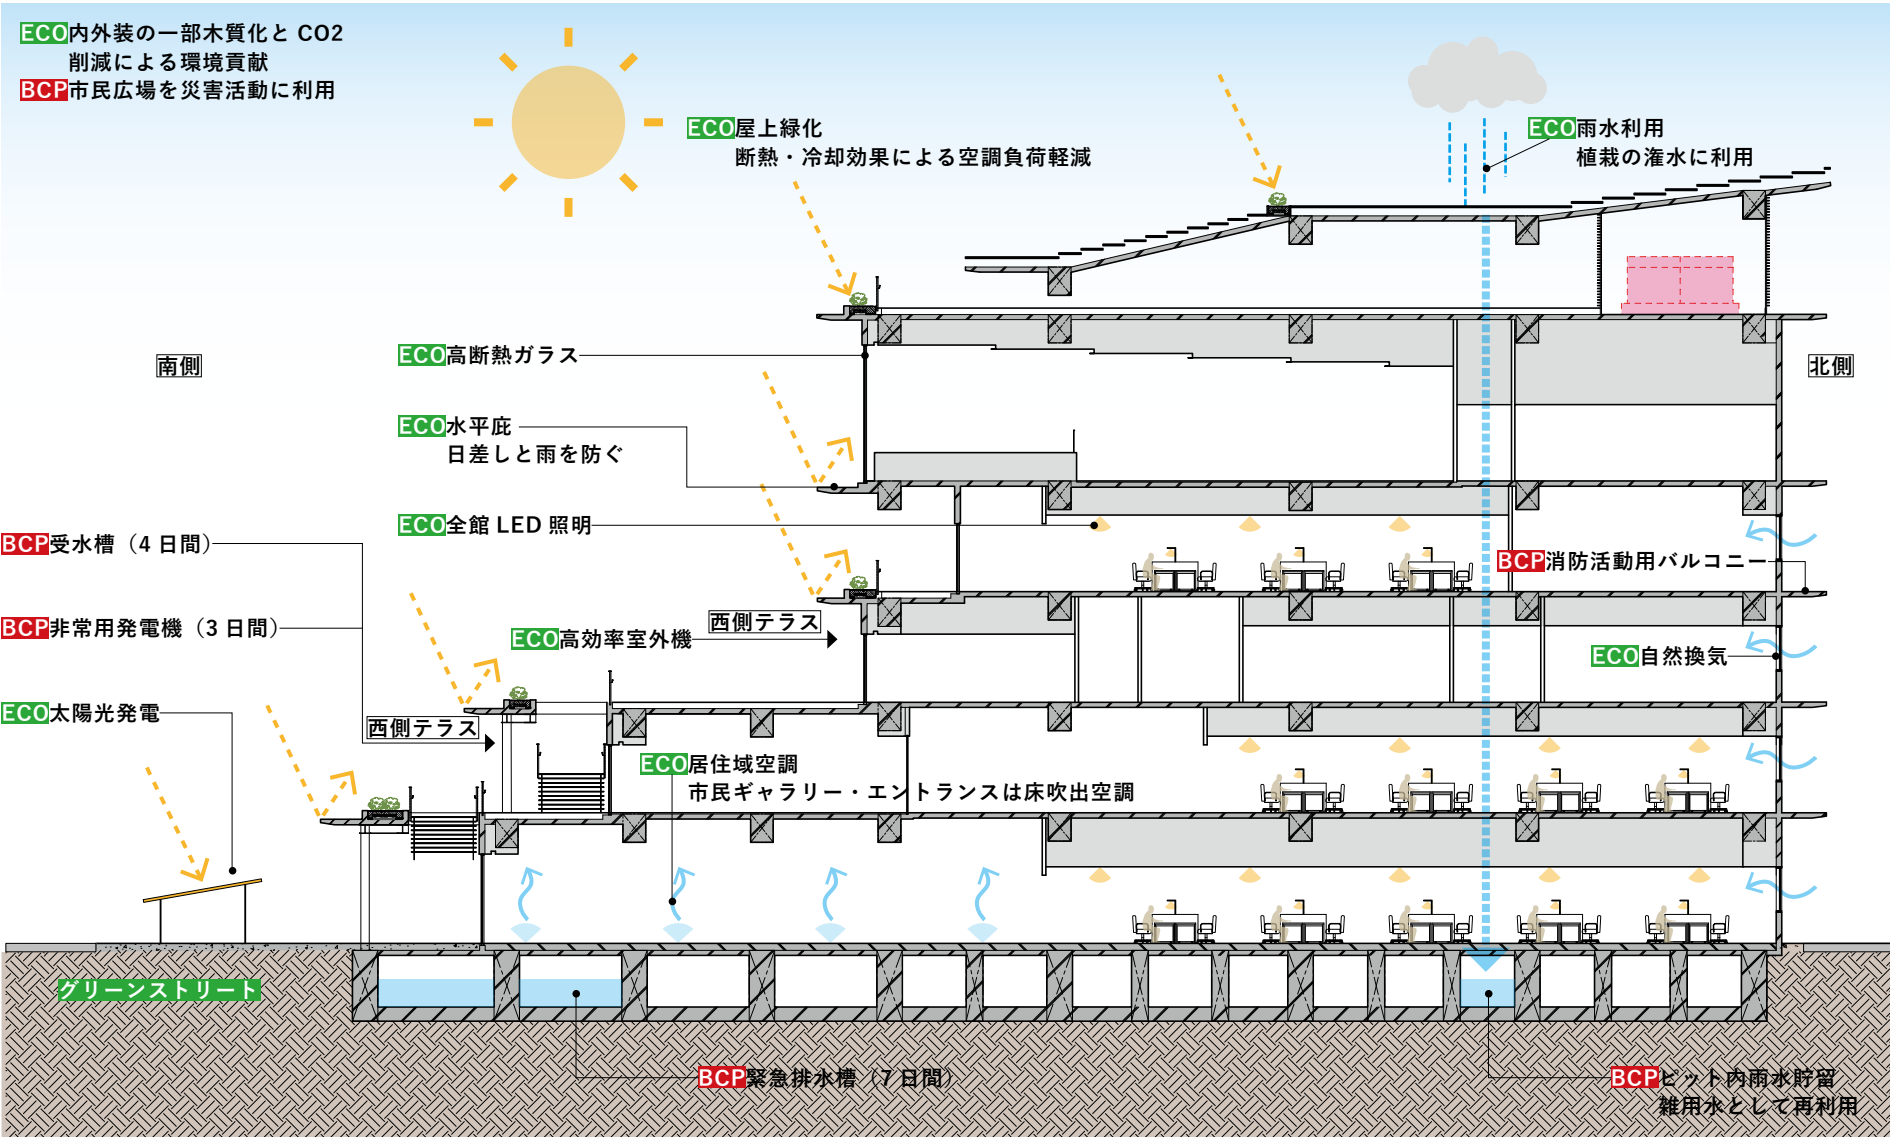 ECO内外装の一部木質化と CO2
削減による環境貢献
BCP市民広場を災害活動に利用
ECO屋上緑化
断熱・冷却効果による空調負荷軽減
ECO雨水利用
植栽の潅水に利用
南側
ECO高断熱ガラス
北側
ECO水平庇
日差しと雨を防ぐ
ECO全館 LED 照明
BCP受水槽（4 日間）
BCP消防活動用バルコニー
BCP非常用発電機（3 日間）
西側テラス
ECO高効率室外機
ECO自然換気
ECO太陽光発電
西側テラス
ECO居住域空調
市民ギャラリー・エントランスは床吹出空調
グリーンストリート
BCP緊急排水槽（7 日間）
BCPピット内雨水貯留
雑用水として再利用